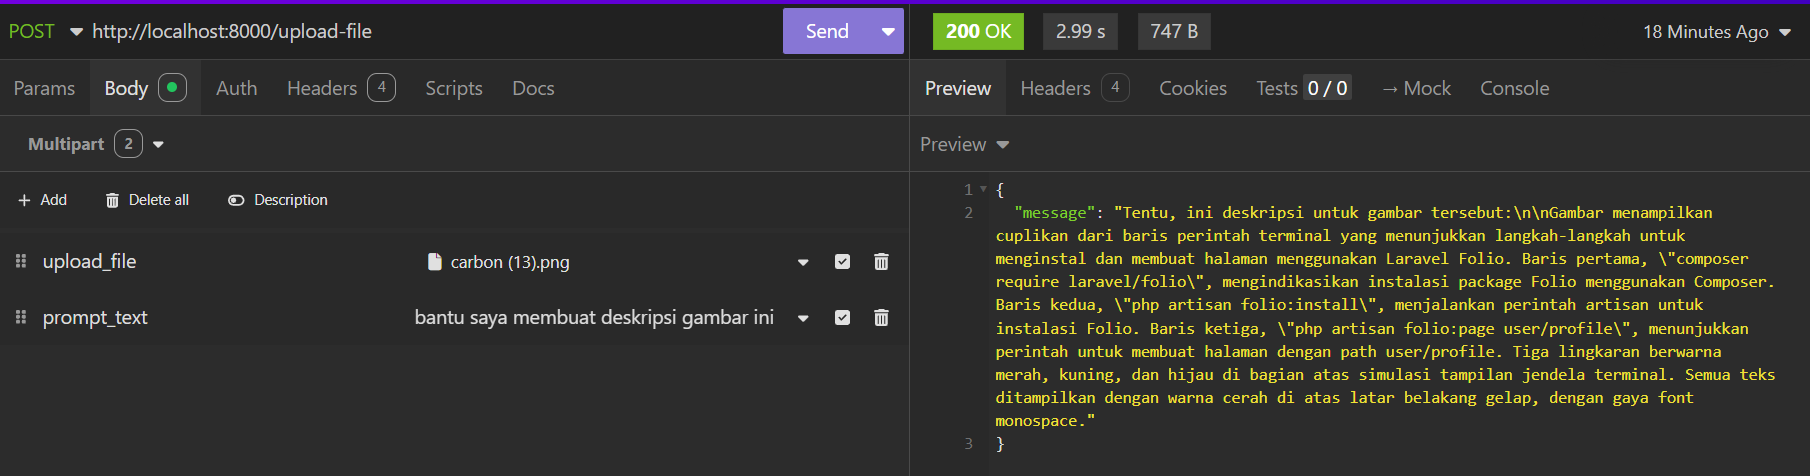 POST http://localhost:8000/upload-file Send
200 OK 2.99 s 747 B 18 Minutes Ago
Params Body Auth Headers 4 Scripts Docs
Preview Headers 4 Cookies Tests 0 / 0 → Mock Console
Multipart 2
Preview
Add Delete all Description
upload_file carbon (13).png
prompt_text bantu saya membuat deskripsi gambar ini
1 {
2 "message": "Tentu, ini deskripsi untuk gambar tersebut:\n\nGambar menampilkan
cuplikan dari baris perintah terminal yang menunjukkan langkah-langkah untuk
menginstal dan membuat halaman menggunakan Laravel Folio. Baris pertama, \"composer
require laravel/folio\", mengindikasikan instalasi package Folio menggunakan Composer.
Baris kedua, \"php artisan folio:install\", menjalankan perintah artisan untuk
instalasi Folio. Baris ketiga, \"php artisan folio:page user/profile\", menunjukkan
perintah untuk membuat halaman dengan path user/profile. Tiga lingkaran berwarna
merah, kuning, dan hijau di bagian atas simulasi tampilan jendela terminal. Semua teks
ditampilkan dengan warna cerah di atas latar belakang gelap, dengan gaya font
monospace."
3 }